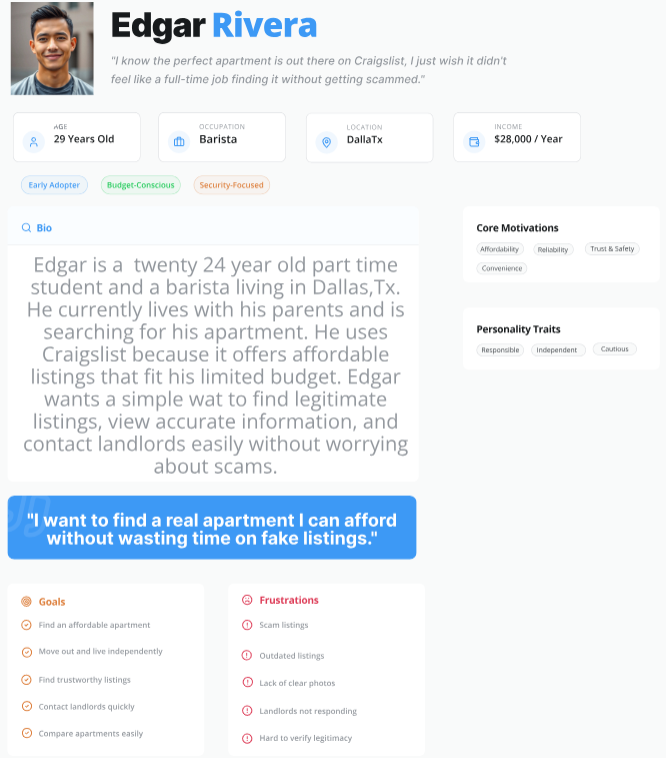 Edgar Rivera
"I know the perfect apartment is out there on Craigslist, I just wish it didn't
feel like a full-time job finding it without getting scammed."
AGE
29 Years Old
OCCUPATION
Barista
LOCATION
DallaTx
INCOME
$28,000 / Year
Early Adopter
Budget-Conscious
Security-Focused
Bio
Edgar is a  twenty 24 year old part time
student and a barista living in Dallas,Tx.
He currently lives with his parents and is
searching for his apartment. He uses
Craigslist because it offers affordable
listings that fit his limited budget. Edgar
wants a simple wat to find legitimate
listings, view accurate information, and
contact landlords easily without worrying
about scams.
Core Motivations
Affordability
Reliability
Trust & Safety
Convenience
Personality Traits
Responsible
Independent
Cautious
"I want to find a real apartment I can afford
without wasting time on fake listings."
Goals
Find an affordable apartment
Move out and live independently
Find trustworthy listings
Contact landlords quickly
Compare apartments easily
Frustrations
Scam listings
Outdated listings
Lack of clear photos
Landlords not responding
Hard to verify legitimacy